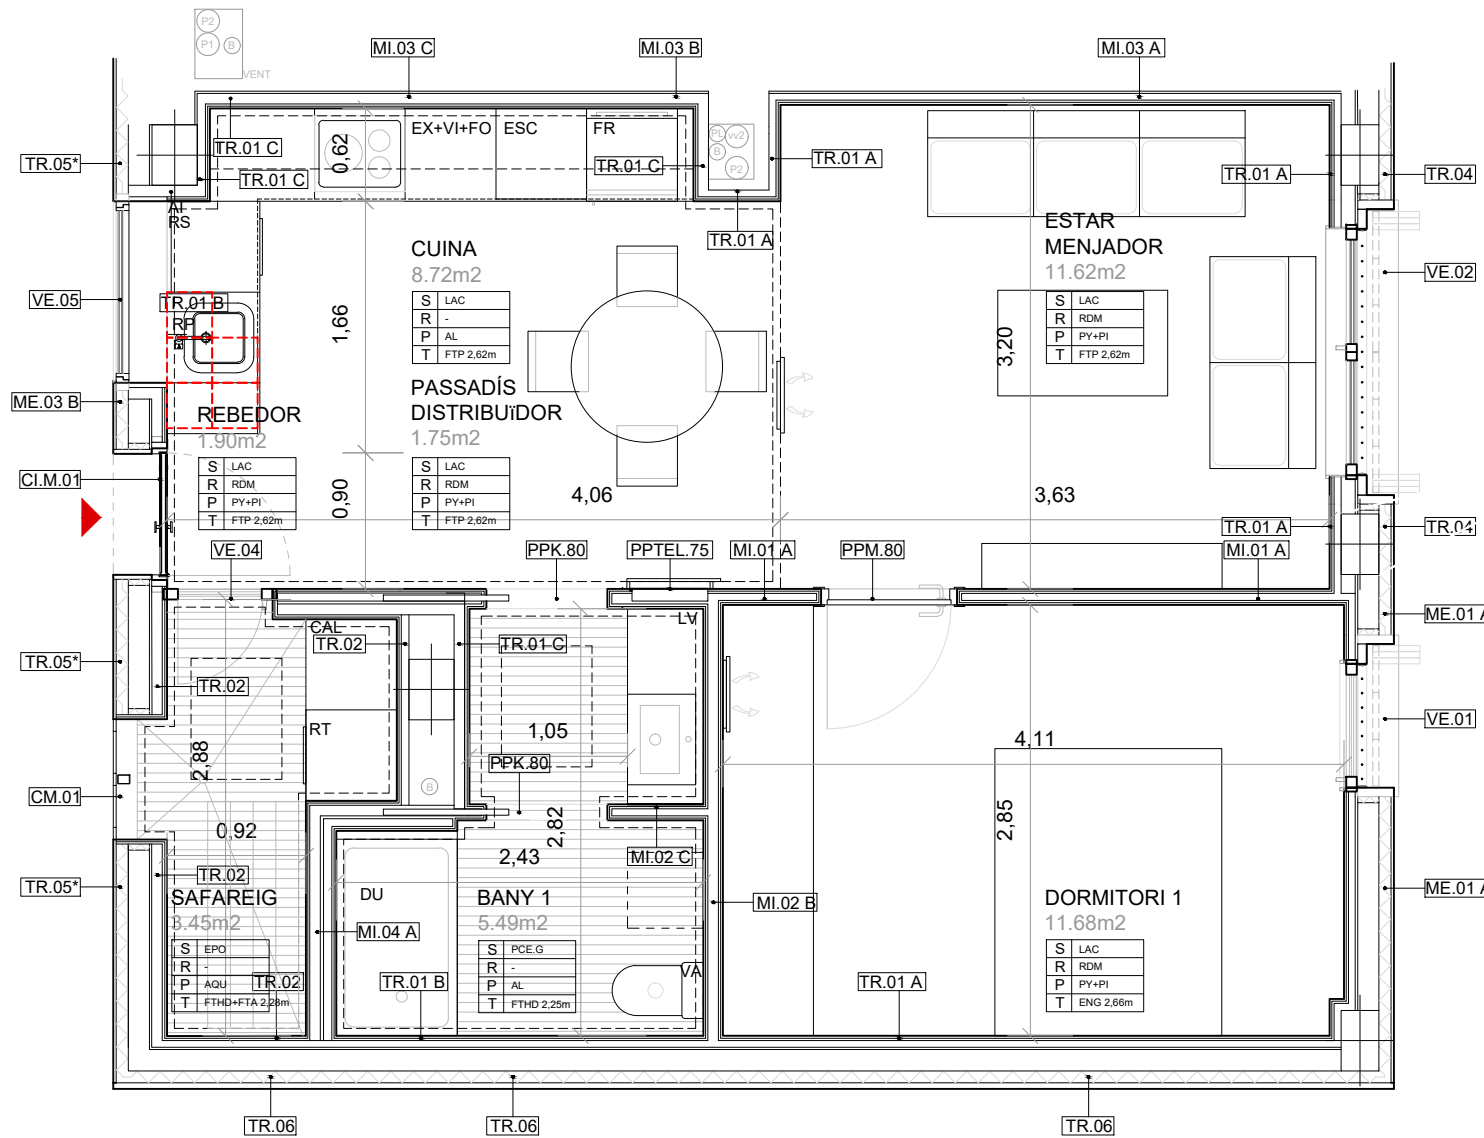 P2
P1 B
VENT
MI.03 C
MI.03 B
MI.03 A
EX+VI+FO
ESC
FR
0,62
PL vv2
B
P2
TR.05*
TR.01 C
TR.01 C
TR.01 C
TR.01 A
TR.01 A
TR.04
AI
RS
TR.01 A
CUINA
8.72m2
S LAC
R -
P AL
T FTP 2,62m
ESTAR
MENJADOR
11.62m2
S LAC
R RDM
P PY+PI
T FTP 2,62m
VE.05
TR.01 B
RP
1,66
3,20
VE.02
ME.03 B
REBEDOR
1.90m2
S LAC
R RDM
P PY+PI
T FTP 2,62m
PASSADÍS
DISTRIBUïDOR
1.75m2
S LAC
R RDM
P PY+PI
T FTP 2,62m
CI.M.01
0,90
4,06
3,63
TR.01 A
TR.04
VE.04
PPK.80
PPTEL.75
MI.01 A
PPM.80
MI.01 A
ME.01 A
CAL
TR.02
TR.01 C
LV
TR.05*
TR.02
RT
2,88
1,05
4,11
VE.01
PPK.80
B
CM.01
0,92
2,82
2,85
2,43
MI.02 C
TR.05*
TR.02
SAFAREIG
3.45m2
S EPO
R -
P AQU
T FTHD+FTA 2,28m
DU
BANY 1
5.49m2
S PCE.G
R -
P AL
T FTHD 2,25m
MI.02 B
DORMITORI 1
11.68m2
S LAC
R RDM
P PY+PI
T ENG 2,66m
ME.01 A
MI.04 A
VA
TR.02
TR.01 B
TR.01 A
TR.06
TR.06
TR.06